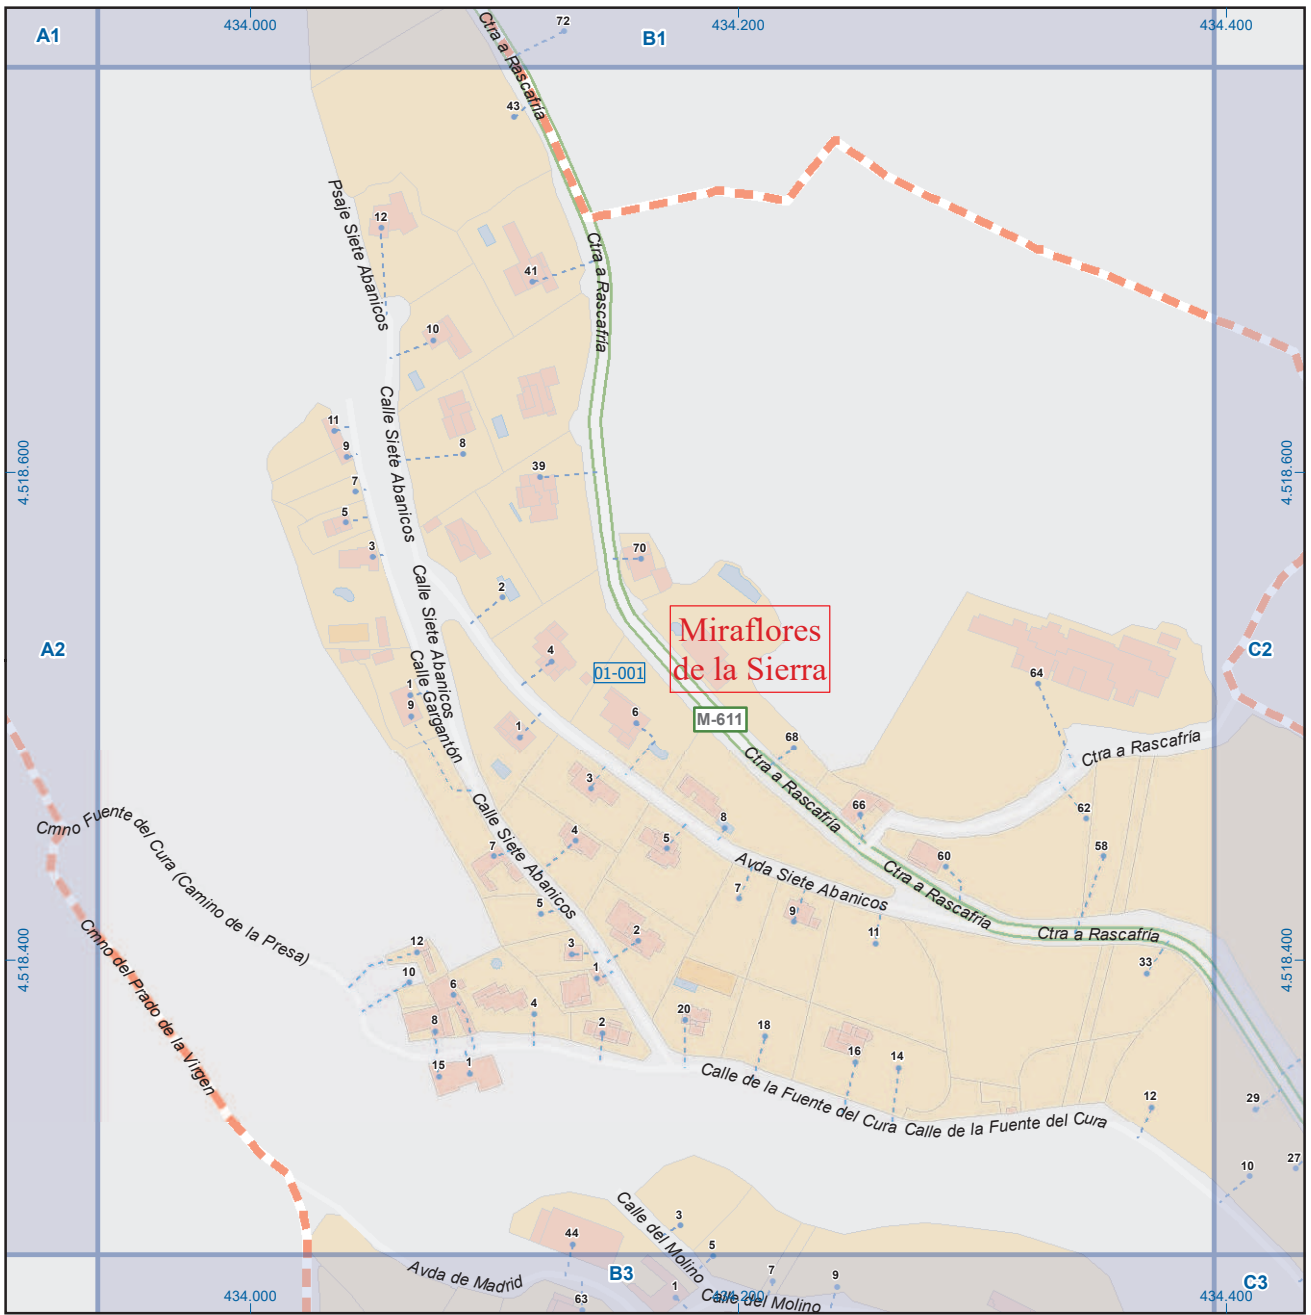 434.000
434.200
434.400
A1
B1
72
Ctra a Rascafría
43
Psaje Siete Abanicos
12
41
Ctra a Rascafría
10
Calle Siete Abanicos
11
9
8
7
39
5
3
4.518.600
4.518.600
70
2
Calle Siete Abanicos
Miraflores
de la Sierra
A2
C2
4
01-001
64
1
9
Calle Gargantón
6
M-611
1
68
Ctra a Rascafría
Ctra a Rascafría
3
Calle Siete Abanicos
66
62
Cmno Fuente del Cura (Camino de la Presa)
8
4
5
7
58
60
Avda Siete Abanicos
Ctra a Rascafría
7
5
9
11
2
Ctra a Rascafría
12
3
33
4.518.400
4.518.400
Cmno del Prado de la Virgen
10
1
6
4
20
8
2
18
16
14
15
1
Calle de la Fuente del Cura
Calle de la Fuente del Cura
12
29
10
27
Calle del Molino
3
44
5
B3
7
9
C3
Avda de Madrid
1
63
Calle del Molino
434.000
434.200
434.400